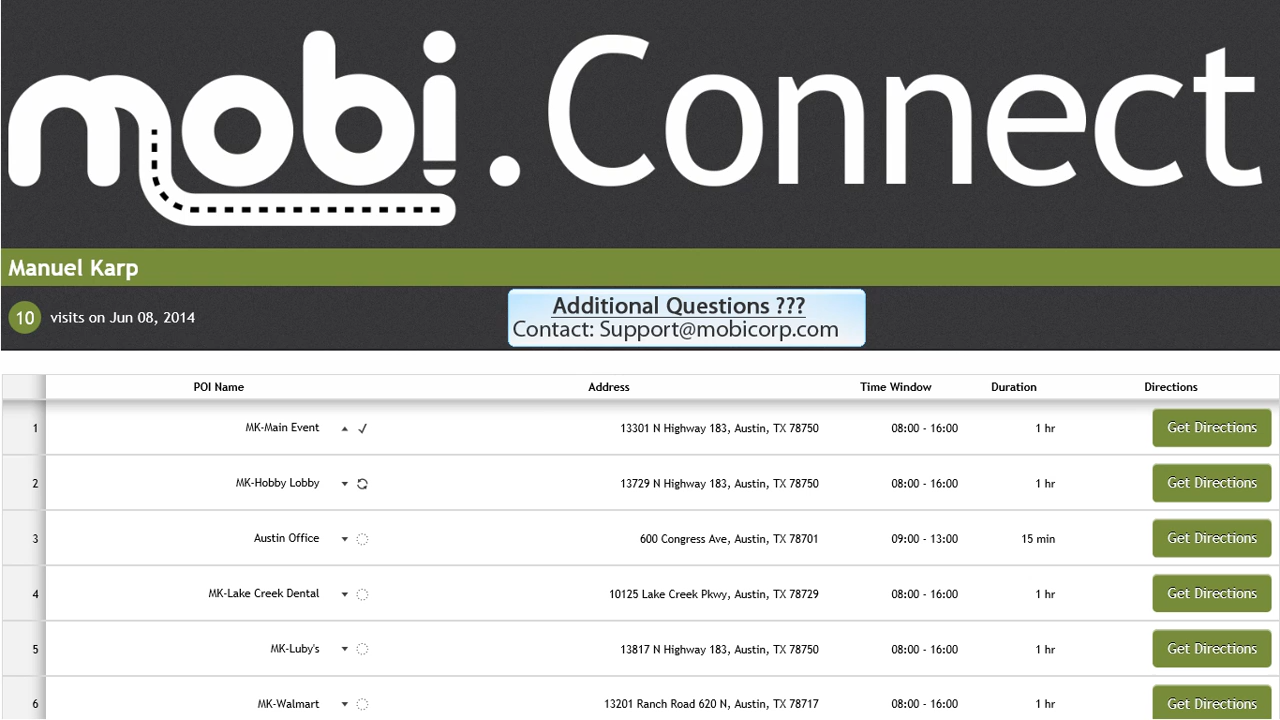 mobi.Connect
Manuel Karp
10 visits on Jun 08, 2014
Additional Questions ???
Contact: Support@mobicorp.com
POI Name Address Time Window Duration Directions
1 MK-Main Event 13301 N Highway 183, Austin, TX 78750 08:00 - 16:00 1 hr Get Directions
2 MK-Hobby Lobby 13729 N Highway 183, Austin, TX 78750 08:00 - 16:00 1 hr Get Directions
3 Austin Office 600 Congress Ave, Austin, TX 78701 09:00 - 13:00 15 min Get Directions
4 MK-Lake Creek Dental 10125 Lake Creek Pkwy, Austin, TX 78729 08:00 - 16:00 1 hr Get Directions
5 MK-Luby's 13817 N Highway 183, Austin, TX 78750 08:00 - 16:00 1 hr Get Directions
6 MK-Walmart 13201 Ranch Road 620 N, Austin, TX 78717 08:00 - 16:00 1 hr Get Directions